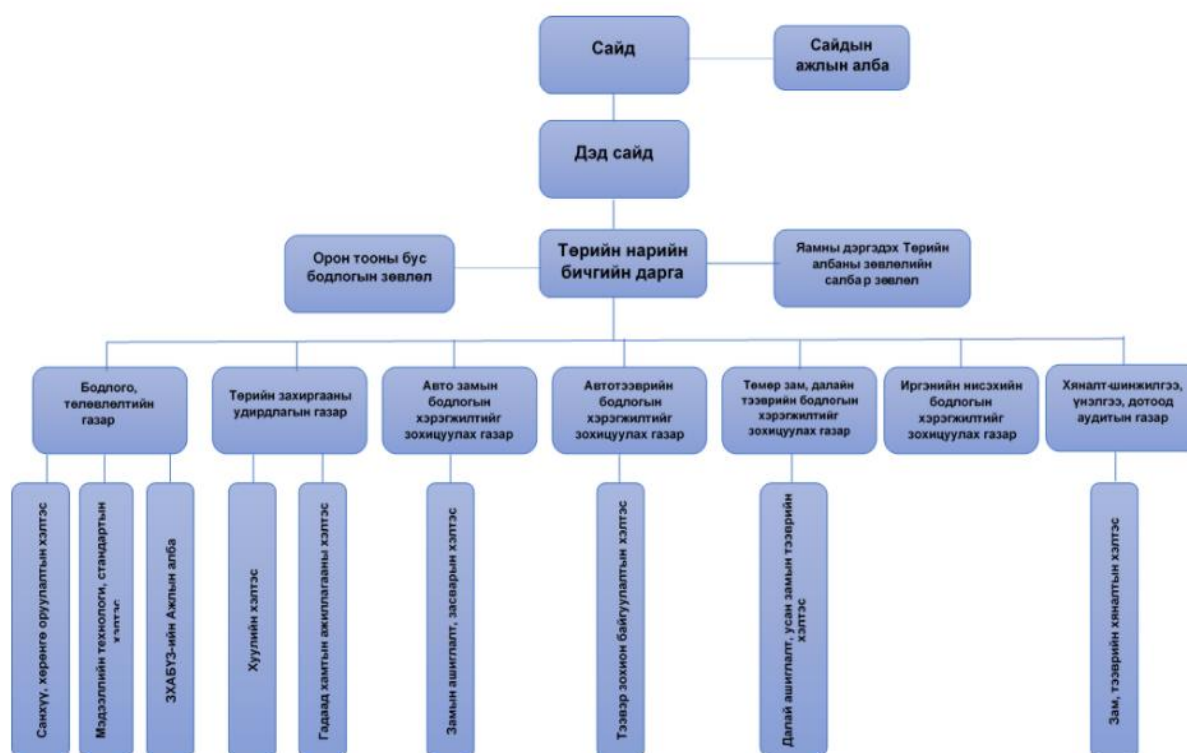 Сайд
Сайдын
ажлын алба
Дэд сайд
Орон тооны бус
бодлогын зөвлөл
Төрийн нарийн
бичгийн дарга
Яамны дэргэдэх Төрийн
албаны зөвлөлийн
салбар зөвлөл
Бодлого,
төлөвлөлтийн
газар
Төрийн захиргааны
удирдлагын газар
Авто замын
бодлогын
хэрэгжилтийг
зохицуулах газар
Автотээврийн
бодлогын
хэрэгжилтийг
зохицуулах газар
Төмөр зам, далайн
тээврийн бодлогын
хэрэгжилтийг
зохицуулах газар
Иргэний нисэхийн
бодлогын
хэрэгжилтийг
зохицуулах газар
Хяналт-шинжилгээ,
үнэлгээ, дотоод
аудитын газар
Санхүү, хөрөнгө оруулалтын хэлтэс
Мэдээллийн технологи, стандартын
хэлтэс
ЗХАБҮЗ-ийн Ажлын алба
Хуулийн хэлтэс
Гадаад хамтын ажиллагааны хэлтэс
Замын ашиглалт, засварын хэлтэс
Тээвэр зохион байгуулалтын хэлтэс
Далай ашиглалт, усан замын тээврийн
хэлтэс
Зам, тээврийн хяналтын хэлтэс